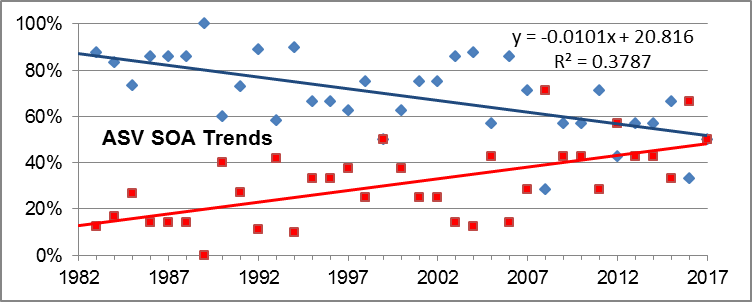 100%
y = -0.0101x + 20.816
R² = 0.3787
80%
60%
ASV SOA Trends
40%
20%
0%
1982 1987 1992 1997 2002 2007 2012 2017